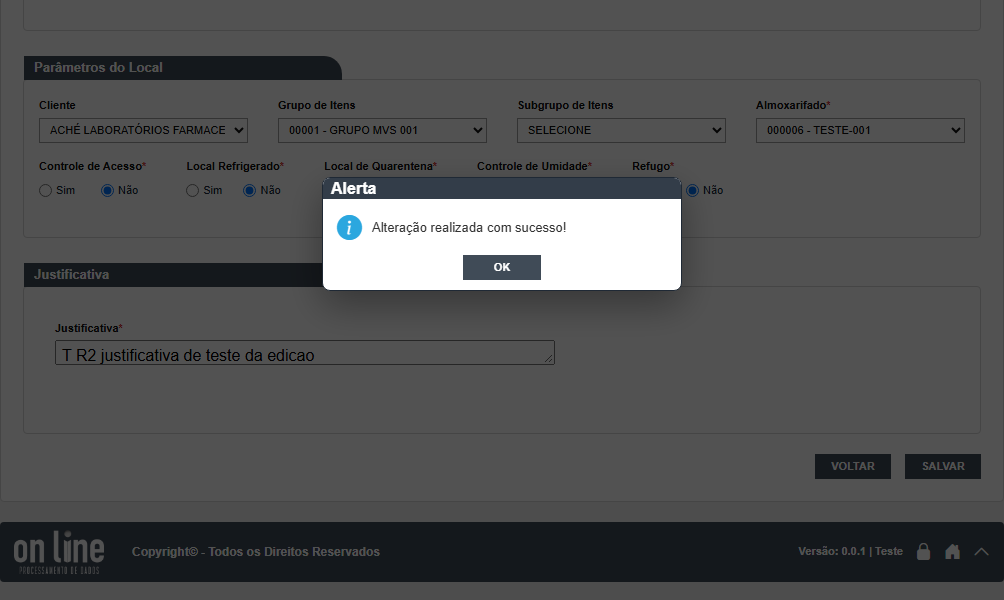 Parâmetros do Local
Cliente Grupo de Itens Subgrupo de Itens Almoxarifado*
ACHÉ LABORATÓRIOS FARMACE 00001 - GRUPO MVS 001 SELECIONE 000006 - TESTE-001
Controle de Acesso* Local Refrigerado* Local de Quarentena* Controle de Umidade* Refugo*
Sim Não Sim Não Não
Alerta
i Alteração realizada com sucesso!
OK
Justificativa
Justificativa*
T R2 justificativa de teste da edicao
VOLTAR SALVAR
on line
PROCESSAMENTO DE DADOS
Copyright© - Todos os Direitos Reservados
Versão: 0.0.1 | Teste